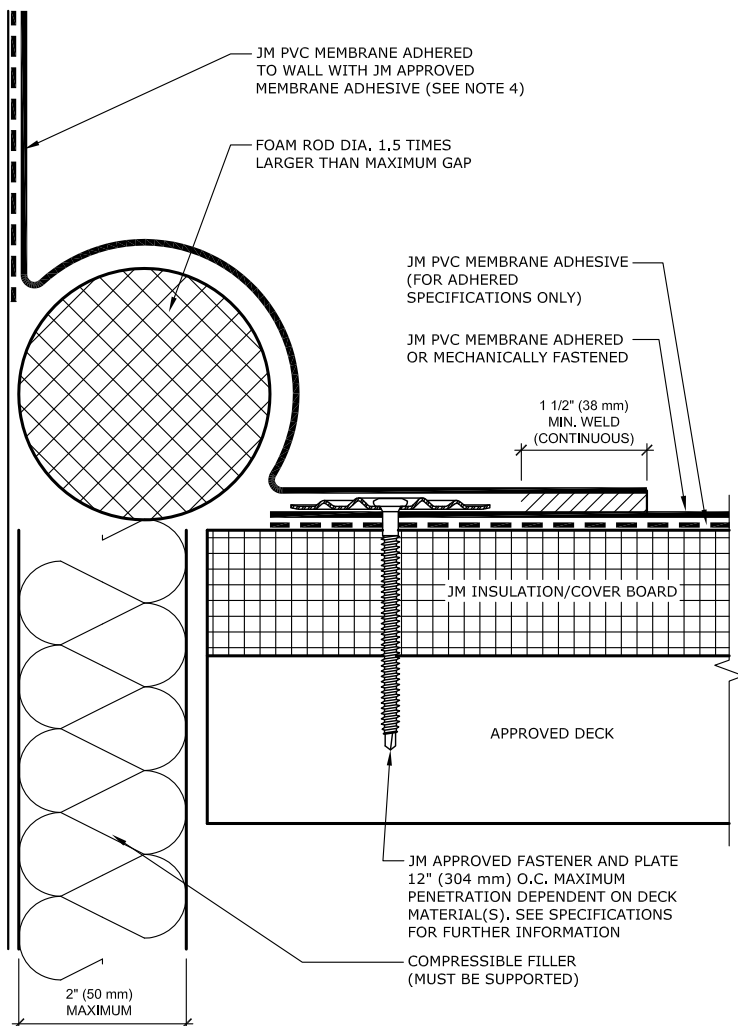 JM PVC MEMBRANE ADHERED
TO WALL WITH JM APPROVED
MEMBRANE ADHESIVE (SEE NOTE 4)
FOAM ROD DIA. 1.5 TIMES
LARGER THAN MAXIMUM GAP
JM PVC MEMBRANE ADHESIVE
(FOR ADHERED
SPECIFICATIONS ONLY)
JM PVC MEMBRANE ADHERED
OR MECHANICALLY FASTENED
1 1/2" (38 mm)
MIN. WELD
(CONTINUOUS)
JM INSULATION/COVER BOARD
APPROVED DECK
JM APPROVED FASTENER AND PLATE
12" (304 mm) O.C. MAXIMUM
PENETRATION DEPENDENT ON DECK
MATERIAL(S). SEE SPECIFICATIONS
FOR FURTHER INFORMATION
COMPRESSIBLE FILLER
(MUST BE SUPPORTED)
2" (50 mm)
MAXIMUM